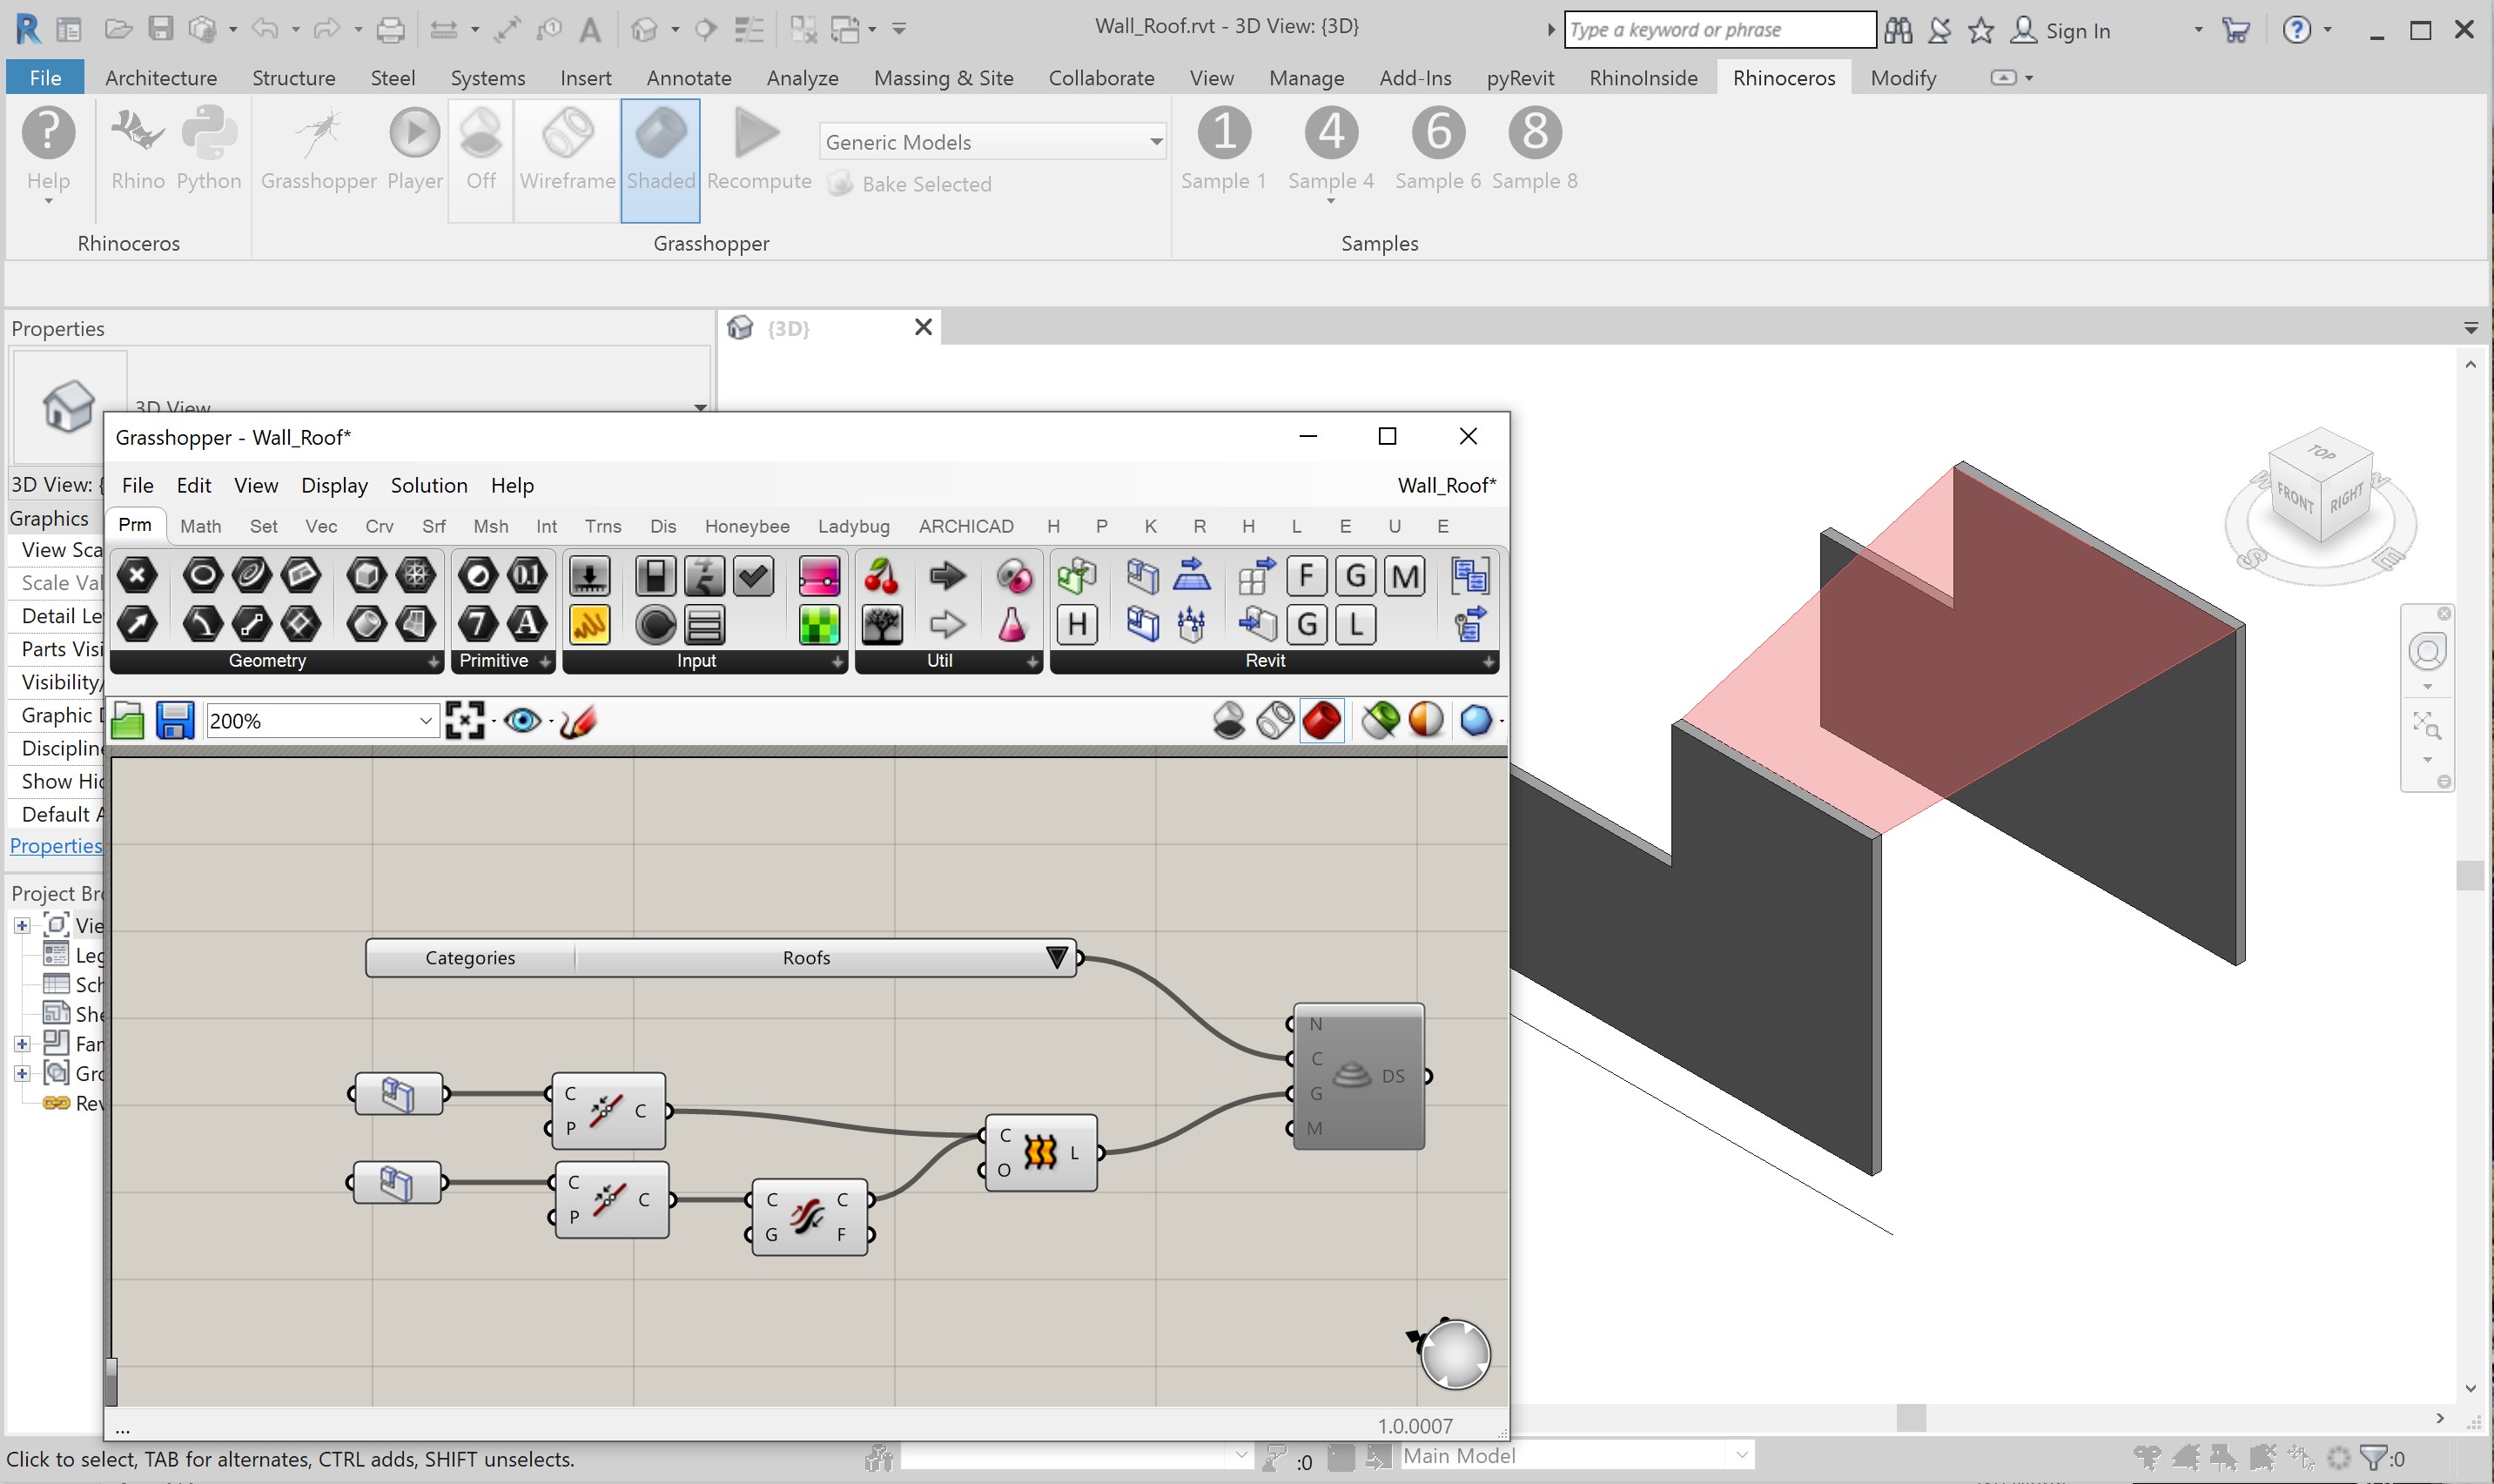 Wall_Roof.rvt - 3D View: {3D}
Type a keyword or phrase
Sign In
File Architecture Structure Steel Systems Insert Annotate Analyze Massing & Site Collaborate View Manage Add-Ins pyRevit RhinoInside Rhinoceros Modify
Help Rhino Python Grasshopper Player Off Wireframe Shaded Recompute
Generic Models
Bake Selected
1 4 6 8
Sample 1 Sample 4 Sample 6 Sample 8
Rhinoceros Grasshopper Samples
Properties
{3D}
3D View
3D View: {
Graphics
View Sca
Scale Val
Detail Le
Parts Visi
Visibility/
Graphic D
Discipline
Show Hid
Default A
Properties
Project Bro
Vie
Leg
Sch
She
Fam
Gro
Rev
Grasshopper - Wall_Roof*
File Edit View Display Solution Help Wall_Roof*
Prm Math Set Vec Crv Srf Msh Int Trns Dis Honeybee Ladybug ARCHICAD H P K R H L E U E
0.1 F G M
7 A H G L
Geometry Primitive Input Util Revit
200%
Categories Roofs
N
C
DS
G
M
C
P
C
C
P
C
C
G
C
F
C
O
L
...
1.0.0007
TOP
FRONT
RIGHT
S
E
Click to select, TAB for alternates, CTRL adds, SHIFT unselects.
:0
Main Model
:0